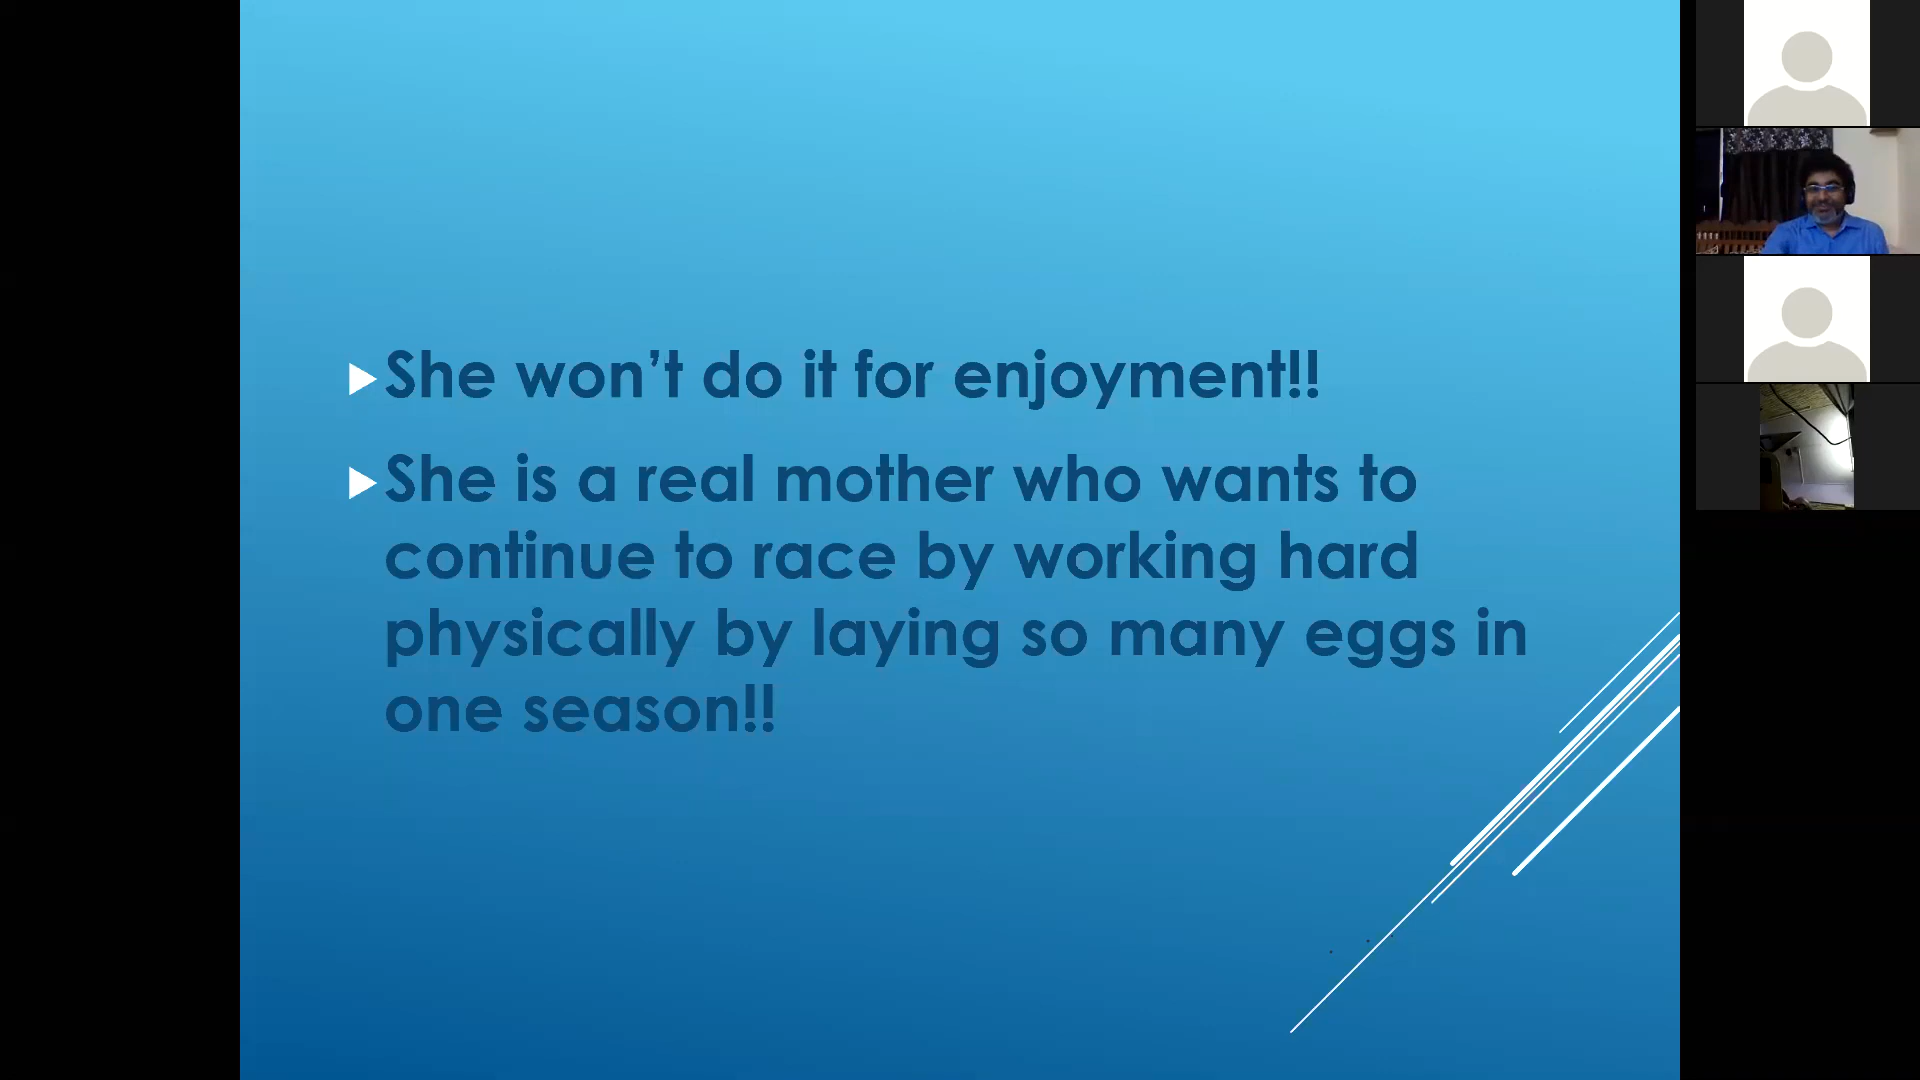 She won’t do it for enjoyment!!
She is a real mother who wants to
continue to race by working hard
physically by laying so many eggs in
one season!!